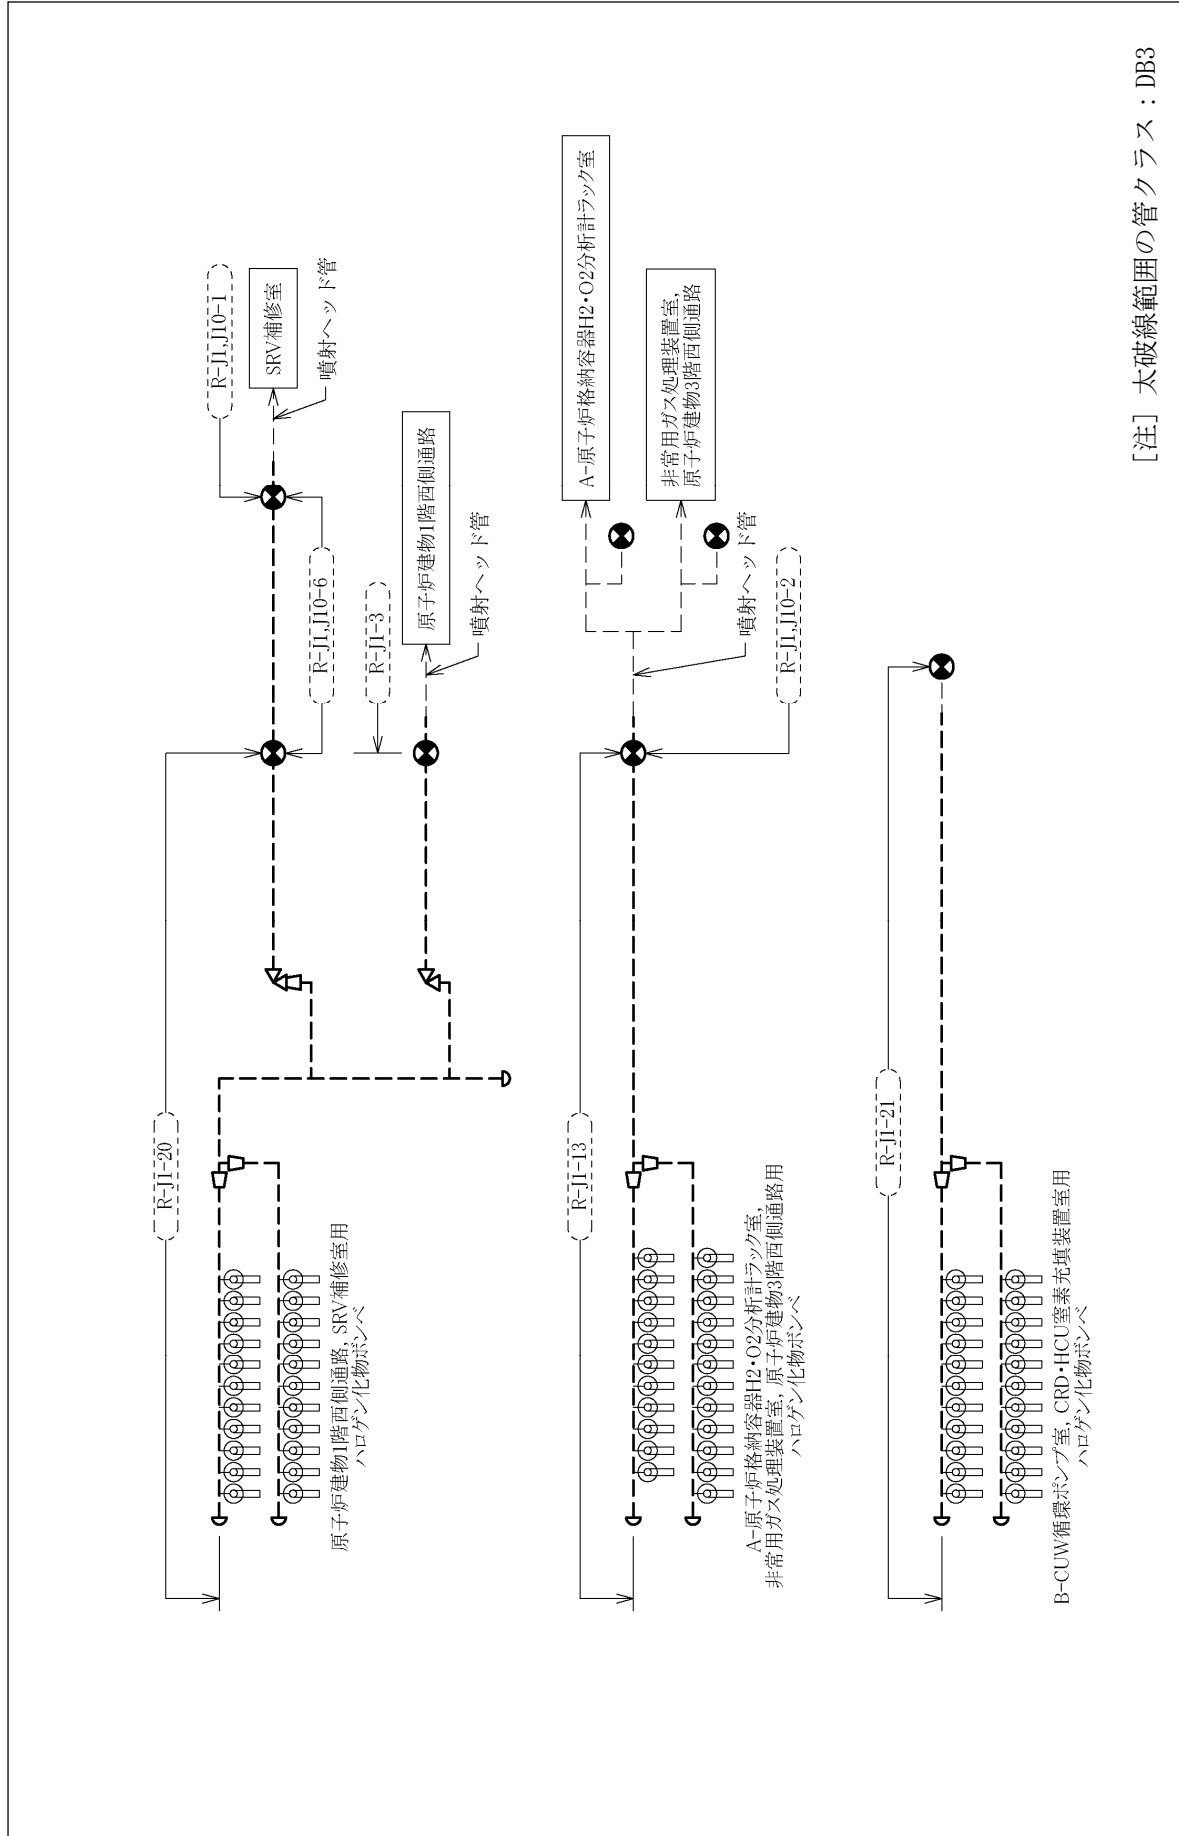 R-J1-20
R-J1,J10-1
R-J1,J10-6
SRV補修室
噴射ヘッド管
R-J1-3
原子炉建物1階西側通路
噴射ヘッド管
原子炉建物1階西側通路, SRV補修室用
ハロゲン化物ボンベ
R-J1-13
A-原子炉格納容器H2・O2分析計ラック室
非常用ガス処理装置室,
原子炉建物3階西側通路
噴射ヘッド管
R-J1,J10-2
A-原子炉格納容器H2・O2分析計ラック室,
非常用ガス処理装置室, 原子炉建物3階西側通路用
ハロゲン化物ボンベ
R-J1-21
B-CUW循環ポンプ室, CRD・HCU窒素充填装置室用
ハロゲン化物ボンベ
[注] 太破線範囲の管クラス：DB3